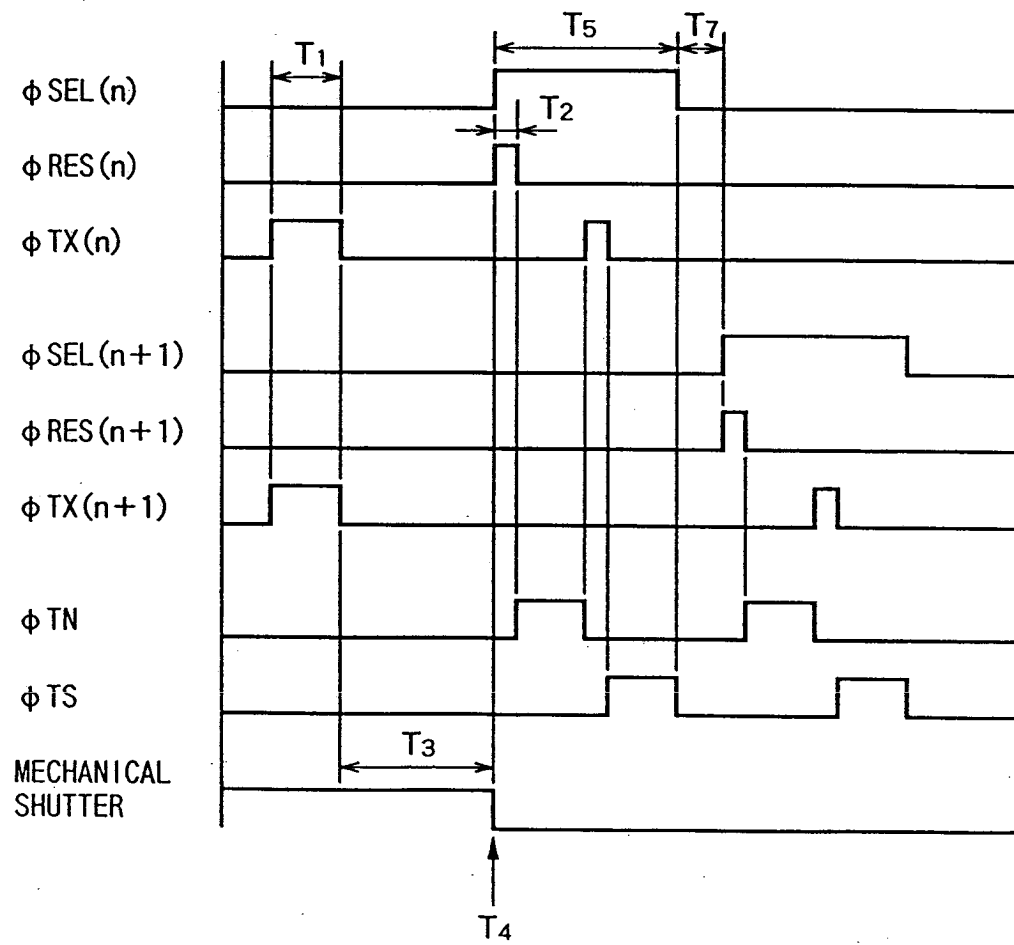 T5
T7
T1
φSEL(n)
T2
φRES(n)
φTX(n)
φSEL(n+1)
φRES(n+1)
φTX(n+1)
φTN
φTS
T3
MECHANICAL
SHUTTER
T4